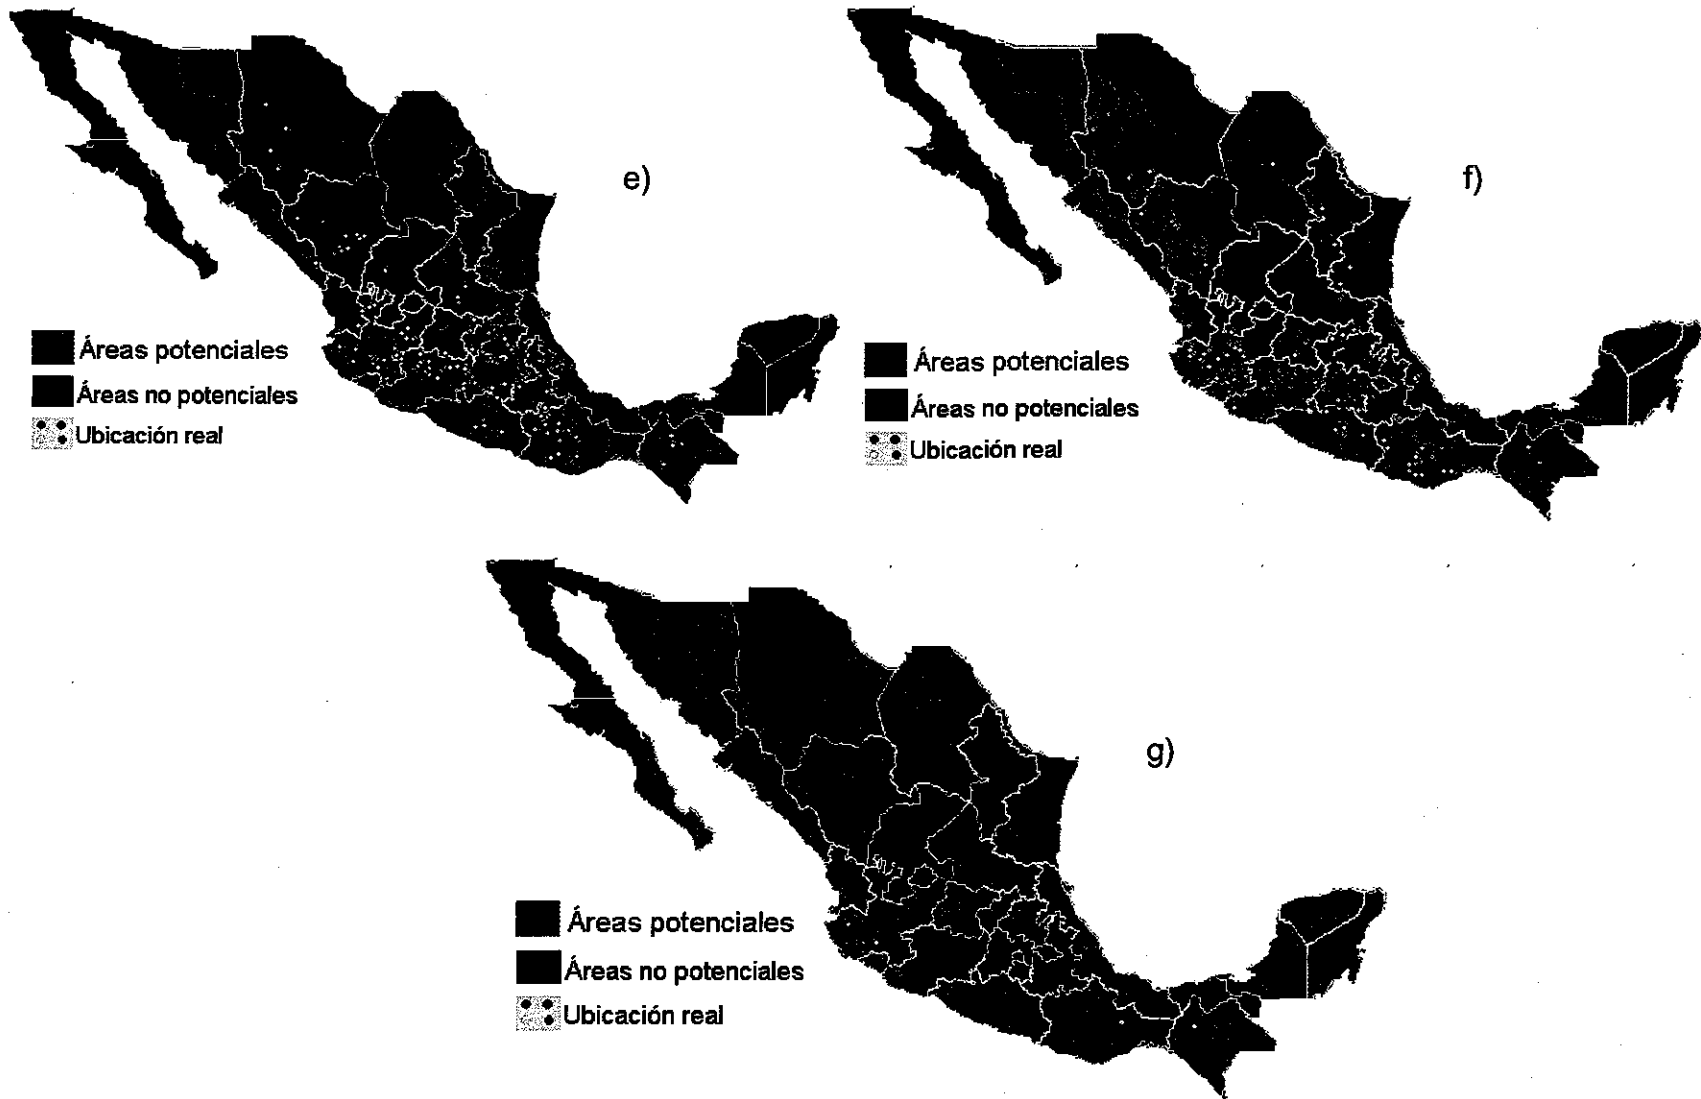 e)
Áreas potenciales
Áreas no potenciales
Ubicación real
f)
Áreas potenciales
Áreas no potenciales
Ubicación real
g)
Áreas potenciales
Áreas no potenciales
Ubicación real